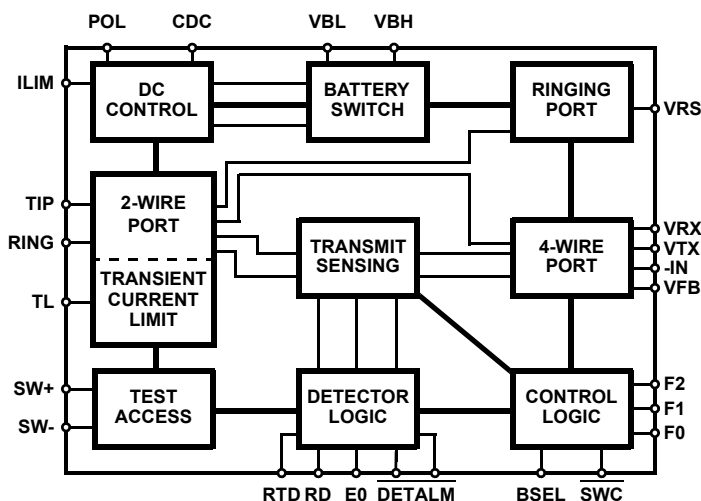 POL CDC VBL VBH
ILIM
DC
CONTROL
BATTERY
SWITCH
RINGING
PORT
VRS
TIP
RING
TL
2-WIRE
PORT
TRANSIENT
CURRENT
LIMIT
TRANSMIT
SENSING
4-WIRE
PORT
VRX
VTX
-IN
VFB
SW+
SW-
TEST
ACCESS
DETECTOR
LOGIC
CONTROL
LOGIC
F2
F1
F0
RTD RD E0 DET ALM BSEL SWC